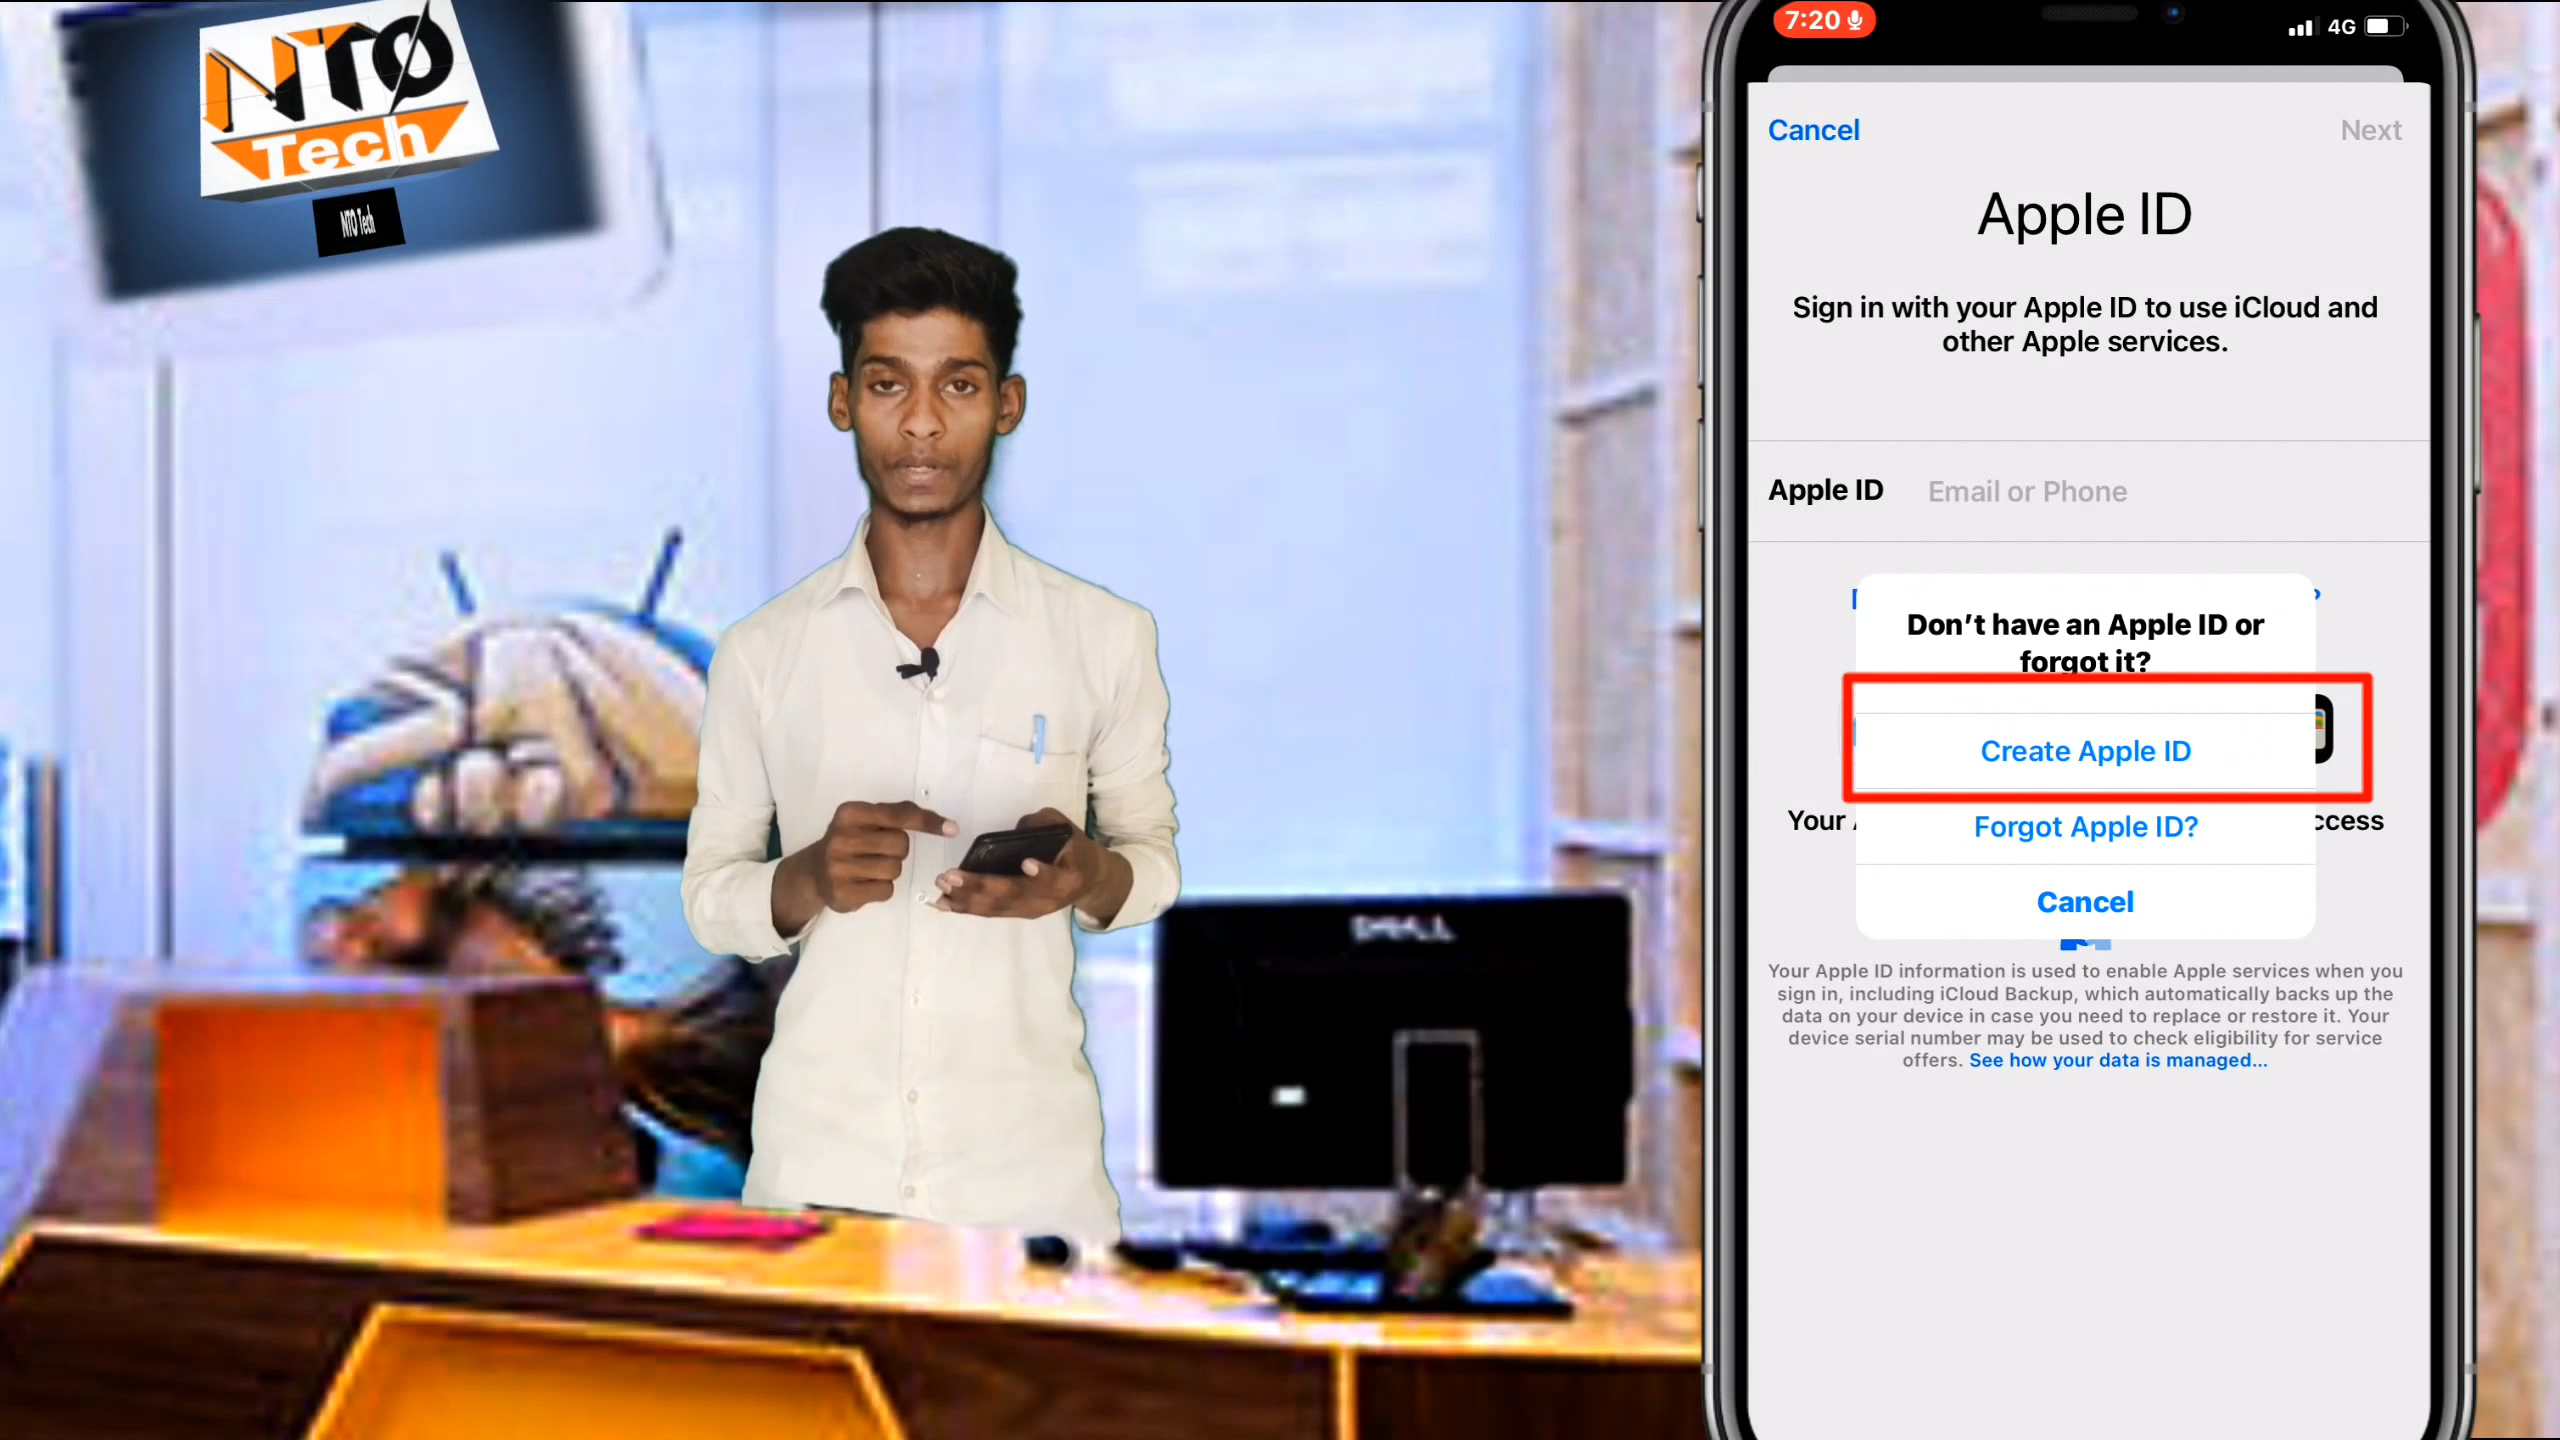 NTO
Tech
NTO Tech
7:20
4G
Cancel
Next
Apple ID
Sign in with your Apple ID to use iCloud and
other Apple services.
Apple ID Email or Phone
Don't have an Apple ID or
forgot it?
Create Apple ID
Your
Forgot Apple ID?
Cancel
DELL
Your Apple ID information is used to enable Apple services when you
sign in, including iCloud Backup, which automatically backs up the
data on your device in case you need to replace or restore it. Your
device serial number may be used to check eligibility for service
offers. See how your data is managed...